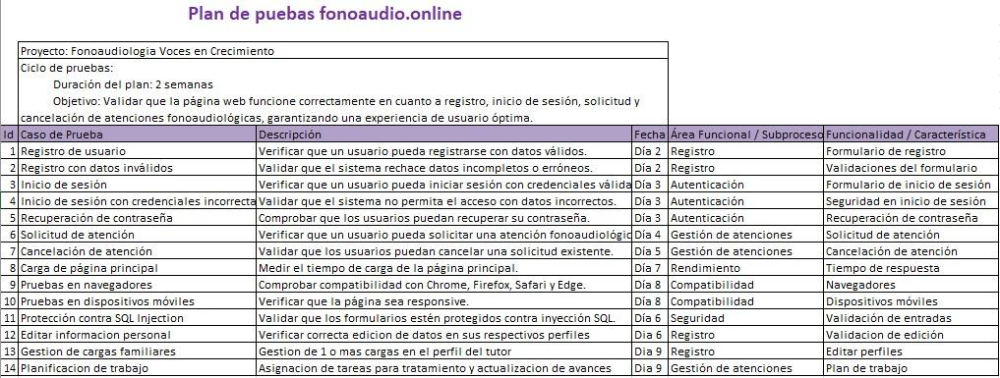 Plan de puebas fonoaudio.online
Proyecto: Fonoaudiologia Voces en Crecimiento
Ciclo de pruebas:
Duración del plan: 2 semanas
Objetivo: Validar que la página web funcione correctamente en cuanto a registro, inicio de sesión, solicitud y
cancelación de atenciones fonoaudiológicas, garantizando una experiencia de usuario óptima.
Id Caso de Prueba Descripción Fecha Área Funcional / Subproceso Funcionalidad / Característica
1 Registro de usuario Verificar que un usuario pueda registrarse con datos válidos. Día 2 Registro Formulario de registro
2 Registro con datos inválidos Validar que el sistema rechace datos incompletos o erróneos. Día 2 Registro Validaciones del formulario
3 Inicio de sesión Verificar que un usuario pueda iniciar sesión con credenciales válida Día 3 Autenticación Formulario de inicio de sesión
4 Inicio de sesión con credenciales incorrecta Validar que el sistema no permita el acceso con datos incorrectos. Día 3 Autenticación Seguridad en inicio de sesión
5 Recuperación de contraseña Comprobar que los usuarios puedan recuperar su contraseña. Día 3 Autenticación Recuperación de contraseña
6 Solicitud de atención Verificar que un usuario pueda solicitar una atención fonoaudiológic Día 4 Gestión de atenciones Solicitud de atención
7 Cancelación de atención Validar que los usuarios puedan cancelar una solicitud existente. Día 5 Gestión de atenciones Cancelación de atención
8 Carga de página principal Medir el tiempo de carga de la página principal. Día 7 Rendimiento Tiempo de respuesta
9 Pruebas en navegadores Comprobar compatibilidad con Chrome, Firefox, Safari y Edge. Día 8 Compatibilidad Navegadores
10 Pruebas en dispositivos móviles Verificar que la página sea responsive. Día 8 Compatibilidad Dispositivos móviles
11 Protección contra SQL Injection Validar que los formularios estén protegidos contra inyección SQL. Día 6 Seguridad Validación de entradas
12 Editar informacion personal Verificar correcta edicion de datos en sus respectivos perfiles Dia 6 Registro Validacion de edición
13 Gestion de cargas familiares Gestion de 1 o mas cargas en el perfil del tutor Dia 9 Registro Editar perfiles
14 Planificacion de trabajo Asignacion de tareas para tratamiento y actualizacion de avances Dia 9 Gestión de atenciones Plan de trabajo